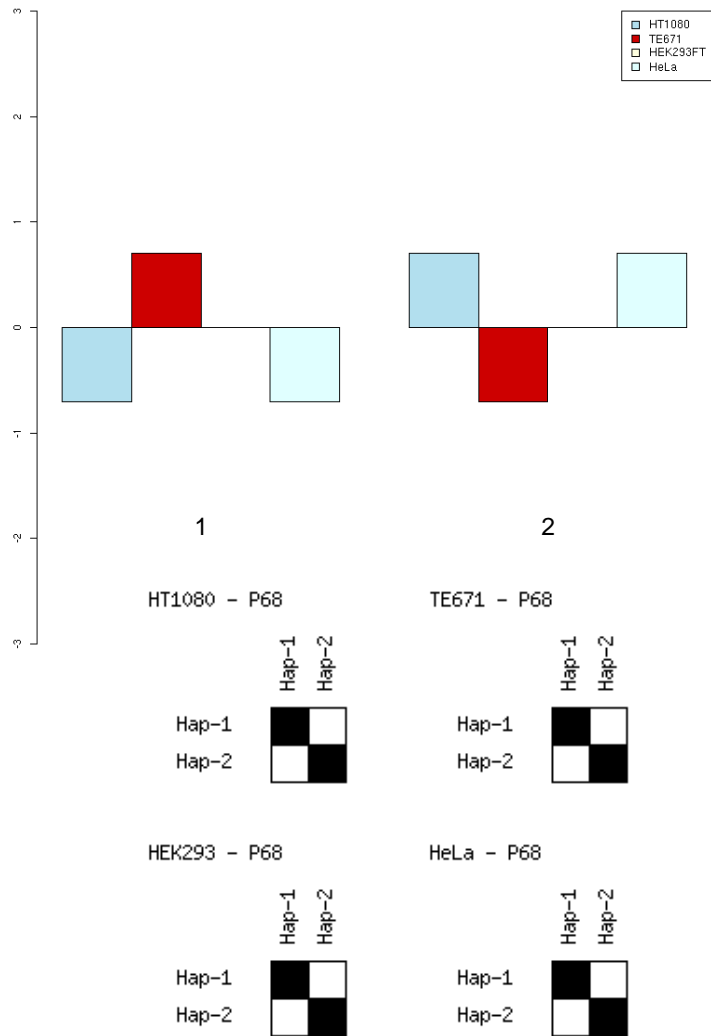 3
2
1
0
-1
-2
-3
HT1080
TE671
HEK293FT
HeLa
1
2
HT1080 - P68
Hap-1
Hap-2
Hap-1
Hap-2
TE671 - P68
Hap-1
Hap-2
Hap-1
Hap-2
HEK293 - P68
Hap-1
Hap-2
Hap-1
Hap-2
HeLa - P68
Hap-1
Hap-2
Hap-1
Hap-2